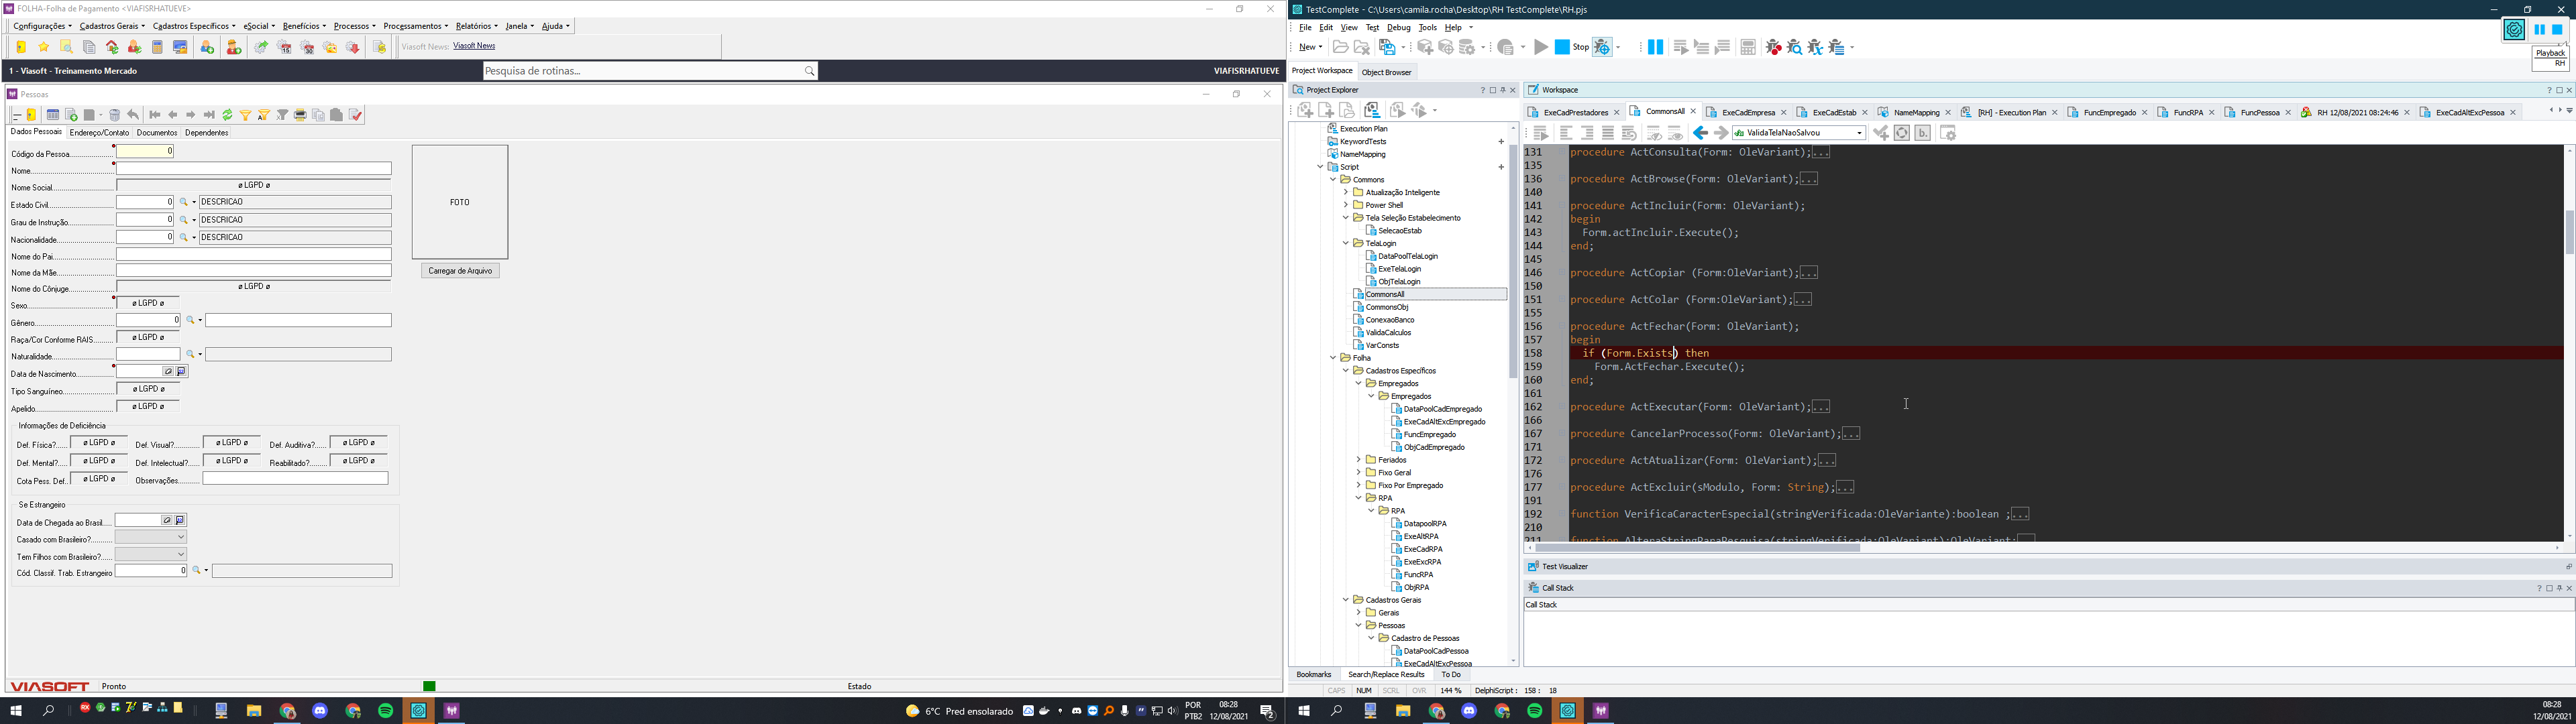 FOLHA-Folha de Pagamento <VIAFISRHATUEVE>
Configurações Cadastros Gerais Cadastros Específicos eSocial Benefícios Processos Processamentos Relatórios Janela Ajuda
Viasoft News: Viasoft News
1 - Viasoft - Treinamento Mercado
Pesquisa de rotinas...
VIAFISRHATUEVE
Pessoas
Dados Pessoais Endereço/Contato Documentos Dependentes
Código da Pessoa 0
Nome
Nome Social ø LGPD ø
Estado Civil 0 DESCRICAO
Grau de Instrução 0 DESCRICAO
Nacionalidade 0 DESCRICAO
Nome do Pai
Nome da Mãe
Nome do Cônjuge ø LGPD ø
Sexo ø LGPD ø
Gênero 0
Raça/Cor Conforme RAIS ø LGPD ø
Naturalidade
Data de Nascimento
Tipo Sanguíneo ø LGPD ø
Apelido ø LGPD ø
FOTO
Carregar de Arquivo
Informações de Deficiência
Def. Física? ø LGPD ø Def. Visual? ø LGPD ø Def. Auditiva? ø LGPD ø
Def. Mental? ø LGPD ø Def. Intelectual? ø LGPD ø Reabilitado? ø LGPD ø
Cota Pess. Def. ø LGPD ø Observações
Se Estrangeiro
Data de Chegada ao Brasil
Casado com Brasileiro?
Tem Filhos com Brasileiro?
Cód. Classif. Trab. Estrangeiro 0
VIASOFT Pronto Estado
6°C Pred ensolarado
POR
PTB2
08:28
12/08/2021
2
TestComplete - C:\Users\camila.rocha\Desktop\RH TestComplete\RH.pjs
File Edit View Test Debug Tools Help
New Stop
Playback
RH
Project Workspace Object Browser
Project Explorer
Execution Plan
KeywordTests
NameMapping
Script
Commons
Atualização Inteligente
Power Shell
Tela Seleção Estabelecimento
SelecaoEstab
TelaLogin
DataPoolTelaLogin
ExeTelaLogin
ObjTelaLogin
CommonsAll
CommonsObj
ConexaoBanco
ValidaCalculos
VarConsts
Folha
Cadastros Específicos
Empregados
Empregados
DataPoolCadEmpregado
ExeCadAltExcEmpregado
FuncEmpregado
ObjCadEmpregado
Feriados
Fixo Geral
Fixo Por Empregado
RPA
RPA
DatapoolRPA
ExeAltRPA
ExeCadRPA
ExeExcRPA
FuncRPA
ObjRPA
Cadastros Gerais
Gerais
Pessoas
Cadastro de Pessoas
DataPoolCadPessoa
ExeCadAltExcPessoa
Bookmarks Search/Replace Results To Do
Workspace
ExeCadPrestadores CommonsAll ExeCadEmpresa ExeCadEstab NameMapping [RH] - Execution Plan FuncEmpregado FuncRPA FuncPessoa RH 12/08/2021 08:24:46 ExeCadAltExcPessoa
ValidaTelaNaoSalvou
131 procedure ActConsulta(Form: OleVariant);...
135
136 procedure ActBrowse(Form: OleVariant);...
140
141 procedure ActIncluir(Form: OleVariant);
142 begin
143 Form.actIncluir.Execute();
144 end;
145
146 procedure ActCopiar (Form:OleVariant);...
150
151 procedure ActColar (Form:OleVariant);...
155
156 procedure ActFechar(Form: OleVariant);
157 begin
158 if (Form.Exists) then
159 Form.ActFechar.Execute();
160 end;
161
162 procedure ActExecutar(Form: OleVariant);...
166
167 procedure CancelarProcesso(Form: OleVariant);...
171
172 procedure ActAtualizar(Form: OleVariant);...
176
177 procedure ActExcluir(sModulo, Form: String);...
191
192 function VerificaCaracterEspecial(stringVerificada:OleVariante):boolean ;...
210
211 function AlteraStringParaPesquisa(stringVerificada:OleVariant):OleVariant;
Test Visualizer
Call Stack
Call Stack
CAPS NUM SCRL OVR 144 % DelphiScript : 158 : 18
08:28
12/08/2021